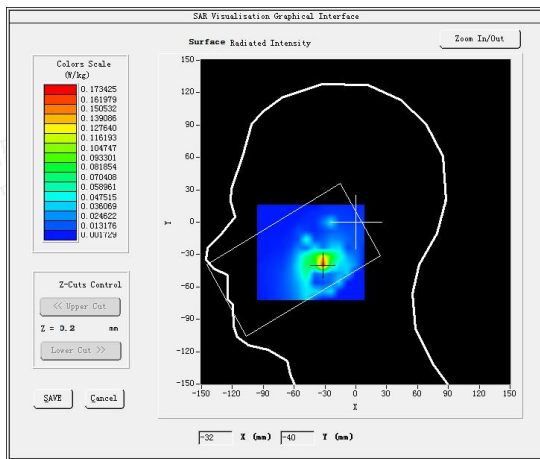 SAR Visualization Graphical Interface
Surface Radiated Intensity
Zoom In/Out
Colors Scale
(W/kg)
0.173425
0.161979
0.150532
0.139086
0.127640
0.116193
0.104747
0.093301
0.081854
0.070408
0.058961
0.047515
0.036069
0.024622
0.013176
0.001729
Z-Cuts Control
<< Upper Cut
Z = 3.2 mm
Lower Cut >>
SAVE
Cancel
150
120
90
60
30
0
-30
-60
-90
-120
-150
Y
-150 -120 -90 -60 -30 0 30 60 90 120 150
X
-32 X (mm) -40 Y (mm)